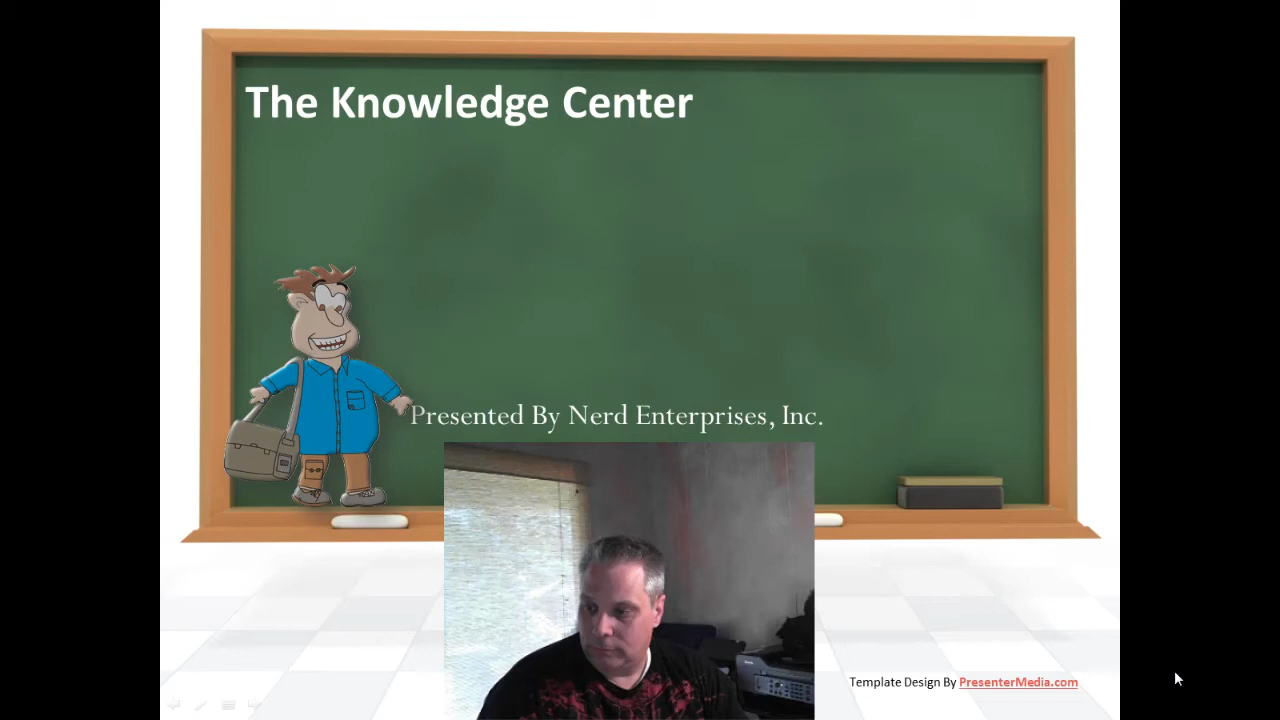 The Knowledge Center
Presented By Nerd Enterprises, Inc.
Template Design By PresenterMedia.com